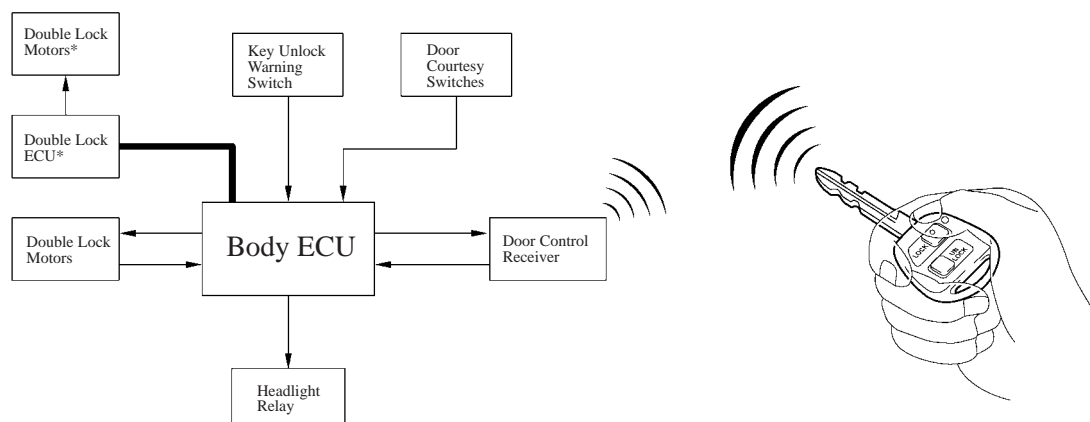 Double Lock
Motors*
Key Unlock
Warning
Switch
Door
Courtesy
Switches
Double Lock
ECU*
Double Lock
Motors
Body ECU
Door Control
Receiver
Headlight
Relay
LOCK
UN
LOCK